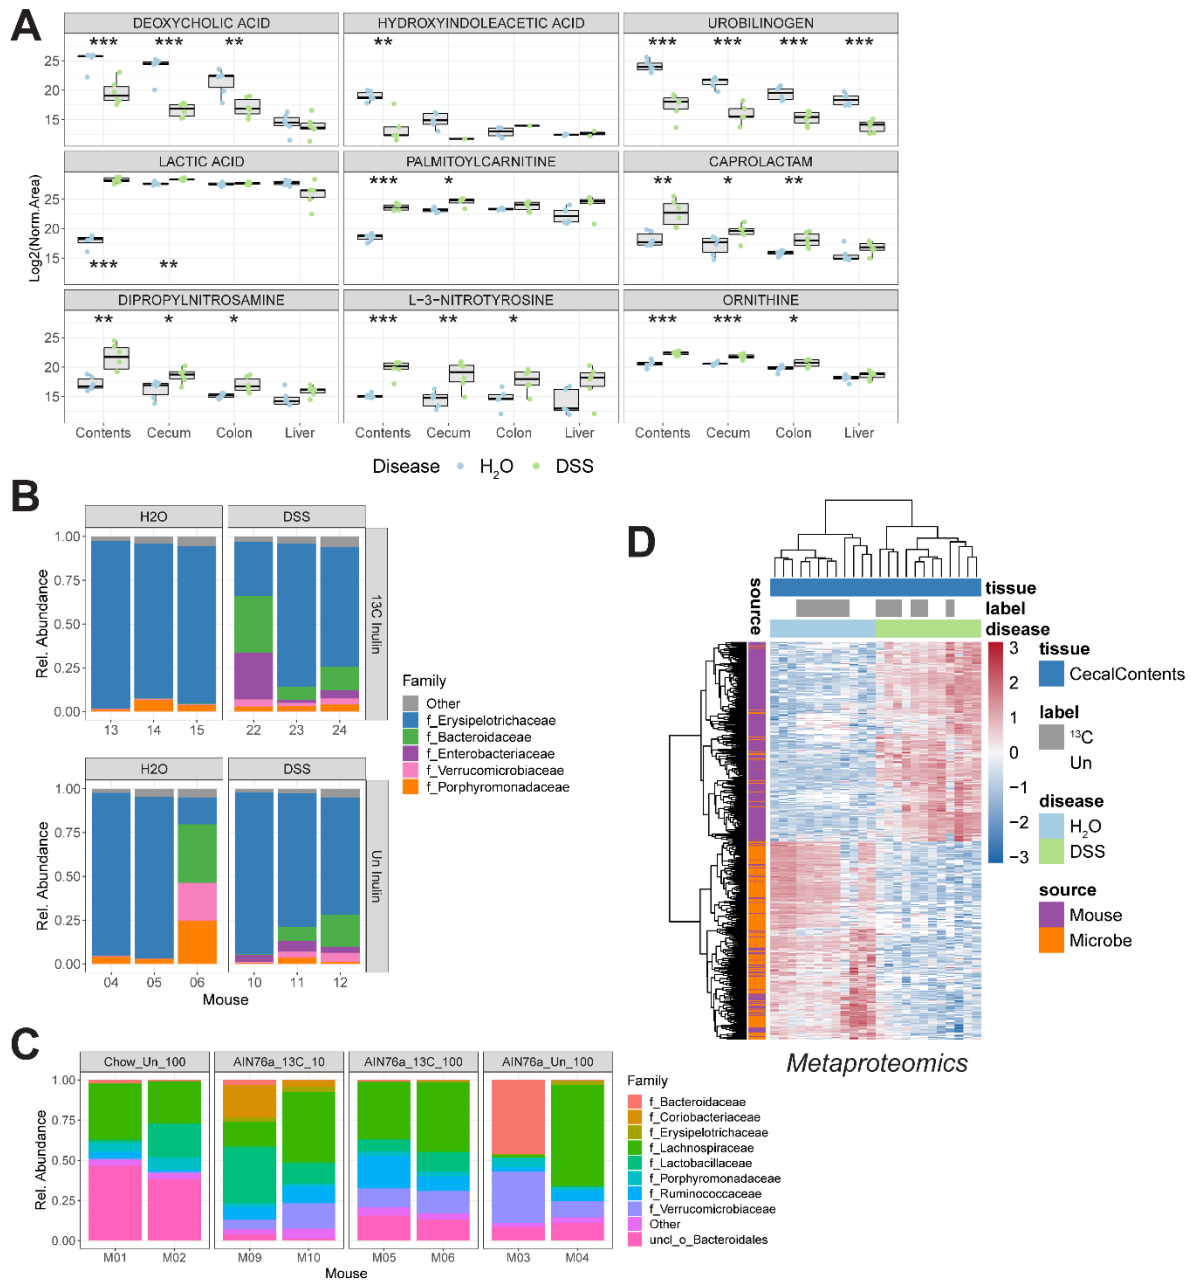 A
DEOXYCHOLIC ACID
HYDROXYINDOLEACETIC ACID
UROBILINOGEN
*** *** **
**
*** *** *** ***
25
20
15
LACTIC ACID
PALMITOYLCARNITINE
CAPROLACTAM
*** **
*** *
** * **
25
20
15
Log2(Norm.Area)
DIPROPYLNITROSAMINE
L-3-NITROTYROSINE
ORNITHINE
** * *
*** ** *
*** *** *
25
20
15
Contents Cecum Colon Liver
Contents Cecum Colon Liver
Contents Cecum Colon Liver
Disease H2O DSS
B
H2O DSS
1.00
0.75
0.50
0.25
0.00
Rel. Abundance
13C Inulin
13 14 15 22 23 24
H2O DSS
1.00
0.75
0.50
0.25
0.00
Rel. Abundance
Un Inulin
04 05 06 10 11 12
Mouse
Family
Other
f_Erysipelotrichaceae
f_Bacteroidaceae
f_Enterobacteriaceae
f_Verrucomicrobiaceae
f_Porphyromonadaceae
D
source
tissue
label
disease
3
2
1
0
−1
−2
−3
tissue
CecalContents
label
13C
Un
disease
H2O
DSS
source
Mouse
Microbe
Metaproteomics
C
Chow_Un_100 AIN76a_13C_10 AIN76a_13C_100 AIN76a_Un_100
1.00
0.75
0.50
0.25
0.00
Rel. Abundance
M01 M02 M09 M10 M05 M06 M03 M04
Mouse
Family
f_Bacteroidaceae
f_Coriobacteriaceae
f_Erysipelotrichaceae
f_Lachnospiraceae
f_Lactobacillaceae
f_Porphyromonadaceae
f_Ruminococcaceae
f_Verrucomicrobiaceae
Other
uncl_o_Bacteroidales